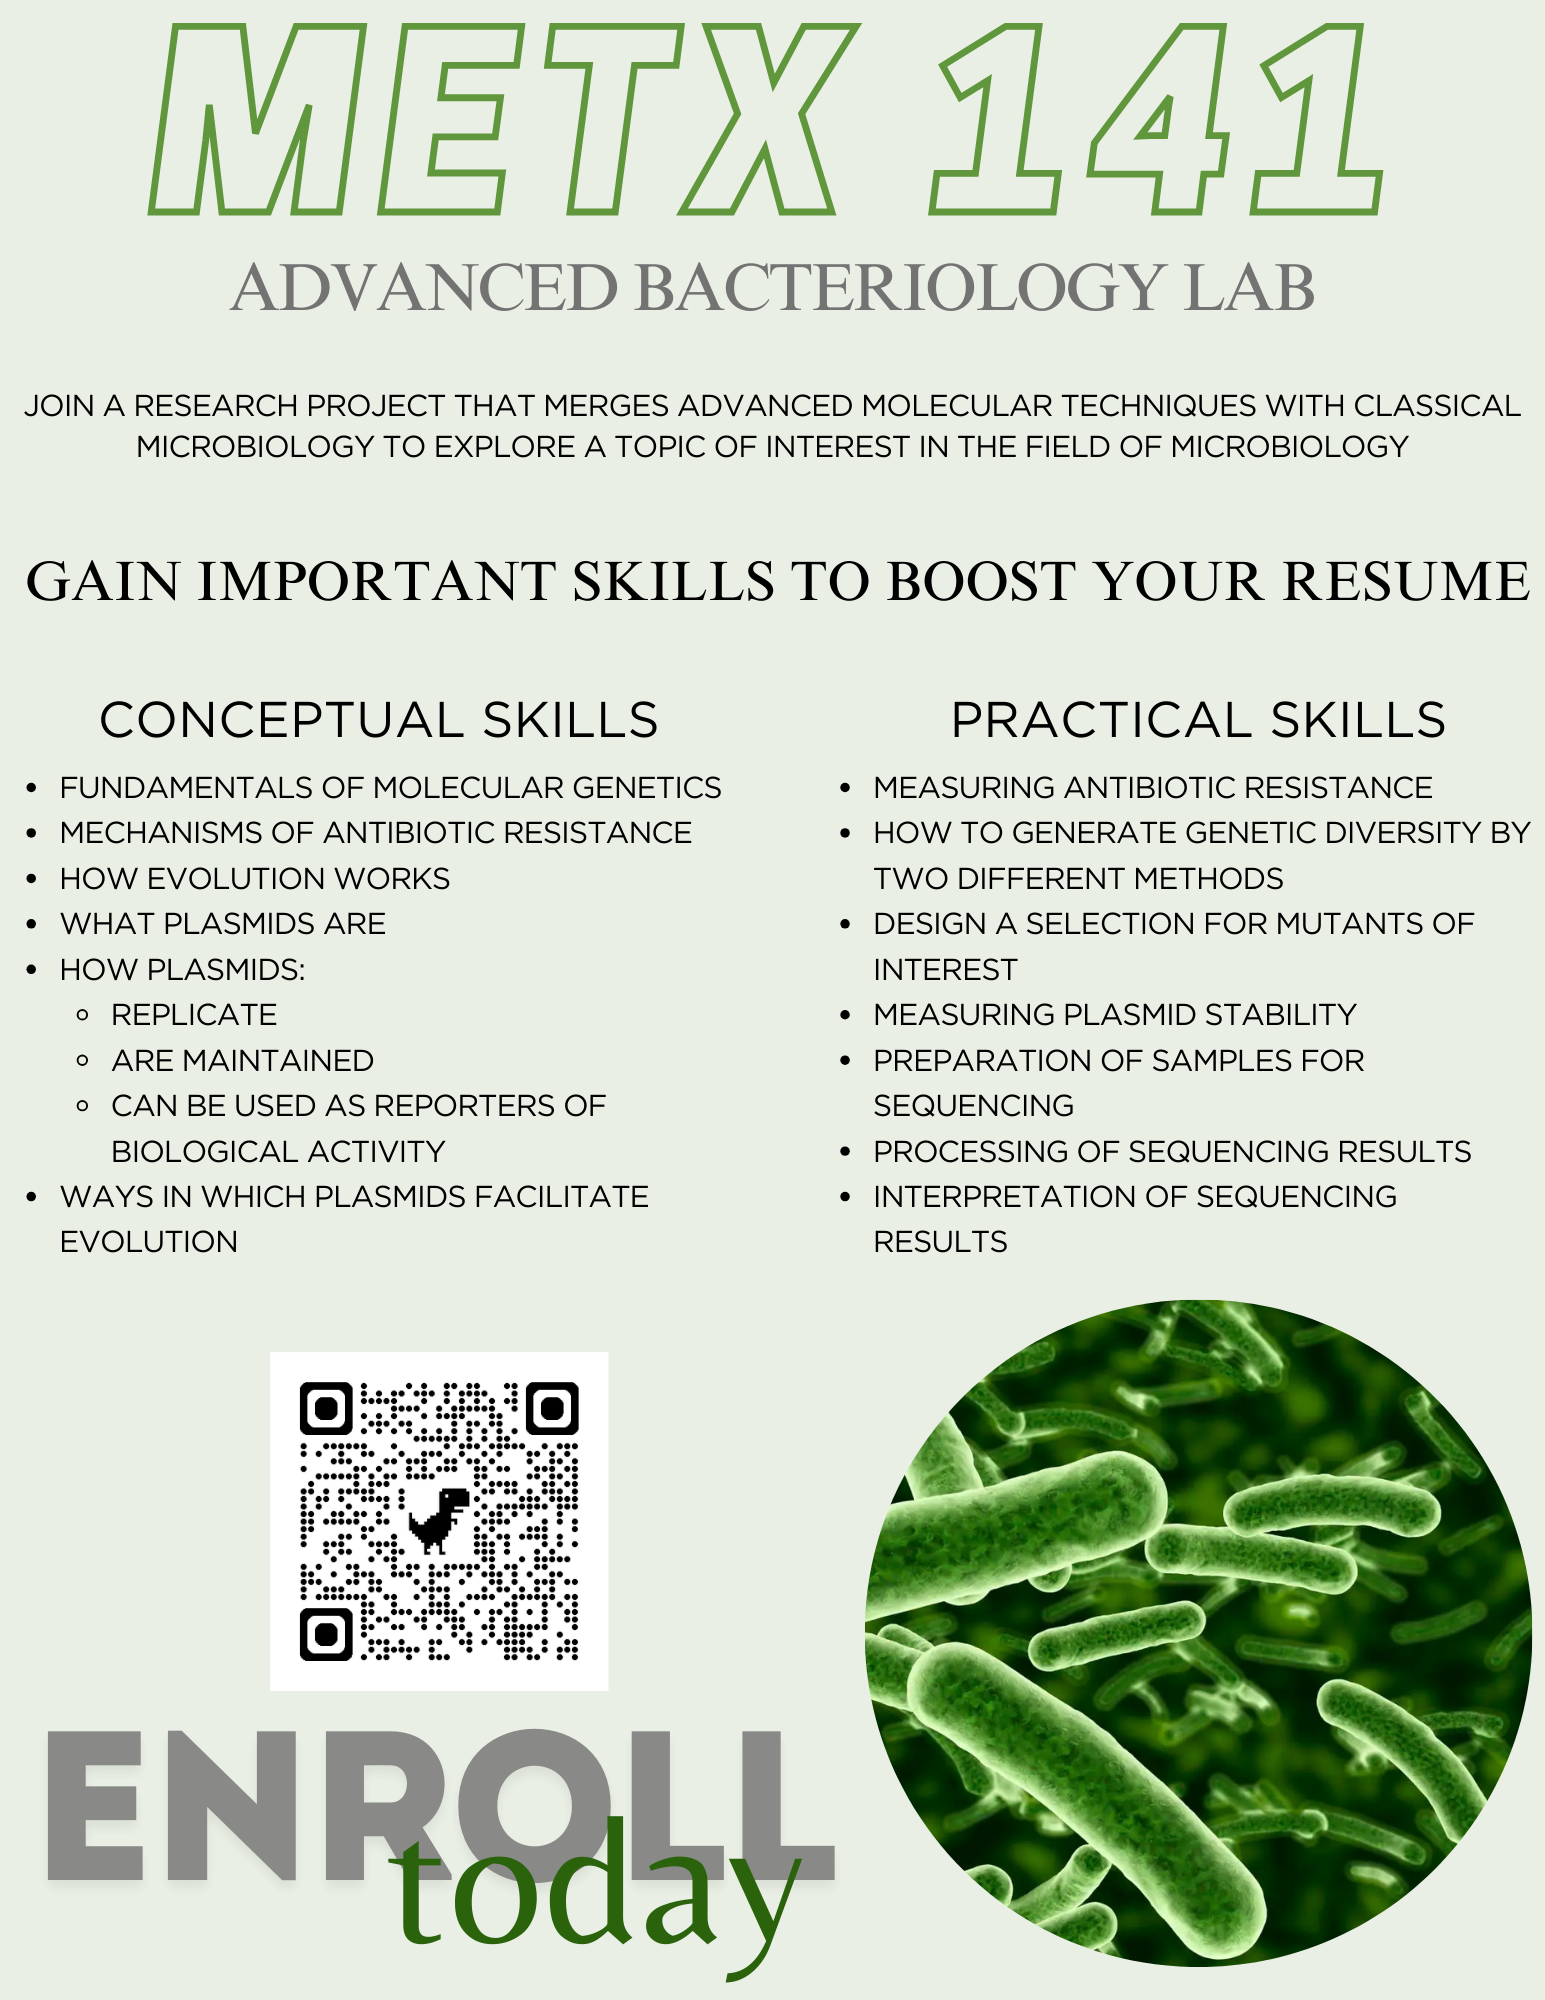 METX 141
ADVANCED BACTERIOLOGY LAB
JOIN A RESEARCH PROJECT THAT MERGES ADVANCED MOLECULAR TECHNIQUES WITH CLASSICAL
MICROBIOLOGY TO EXPLORE A TOPIC OF INTEREST IN THE FIELD OF MICROBIOLOGY
GAIN IMPORTANT SKILLS TO BOOST YOUR RESUME
CONCEPTUAL SKILLS
• FUNDAMENTALS OF MOLECULAR GENETICS
• MECHANISMS OF ANTIBIOTIC RESISTANCE
• HOW EVOLUTION WORKS
• WHAT PLASMIDS ARE
• HOW PLASMIDS:
◦ REPLICATE
◦ ARE MAINTAINED
◦ CAN BE USED AS REPORTERS OF
BIOLOGICAL ACTIVITY
• WAYS IN WHICH PLASMIDS FACILITATE
EVOLUTION
PRACTICAL SKILLS
• MEASURING ANTIBIOTIC RESISTANCE
• HOW TO GENERATE GENETIC DIVERSITY BY
TWO DIFFERENT METHODS
• DESIGN A SELECTION FOR MUTANTS OF
INTEREST
• MEASURING PLASMID STABILITY
• PREPARATION OF SAMPLES FOR
SEQUENCING
• PROCESSING OF SEQUENCING RESULTS
• INTERPRETATION OF SEQUENCING
RESULTS
ENROLL
today